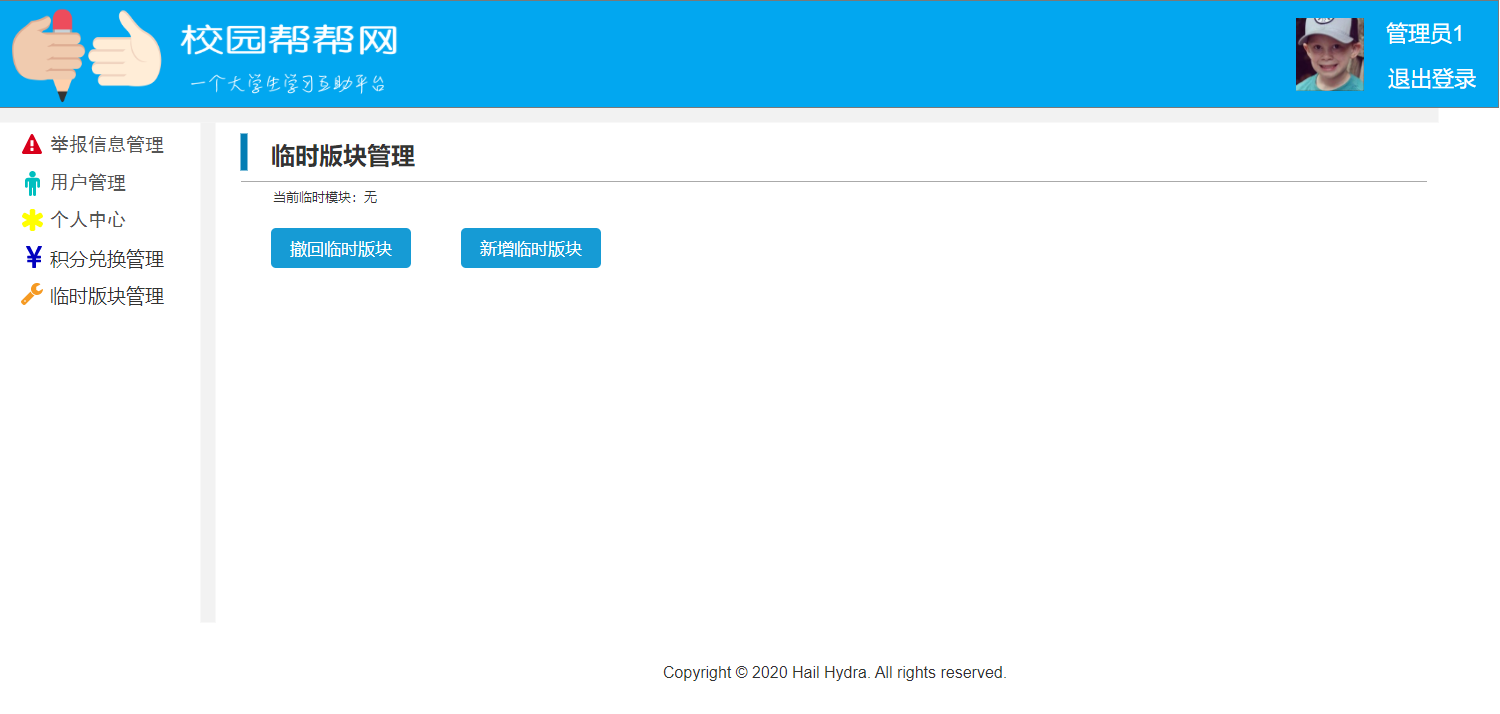 校园帮帮网
一个大学生学习互助平台
管理员1
退出登录
举报信息管理
用户管理
个人中心
¥ 积分兑换管理
临时版块管理
临时版块管理
当前临时模块：无
撤回临时版块
新增临时版块
Copyright © 2020 Hail Hydra. All rights reserved.